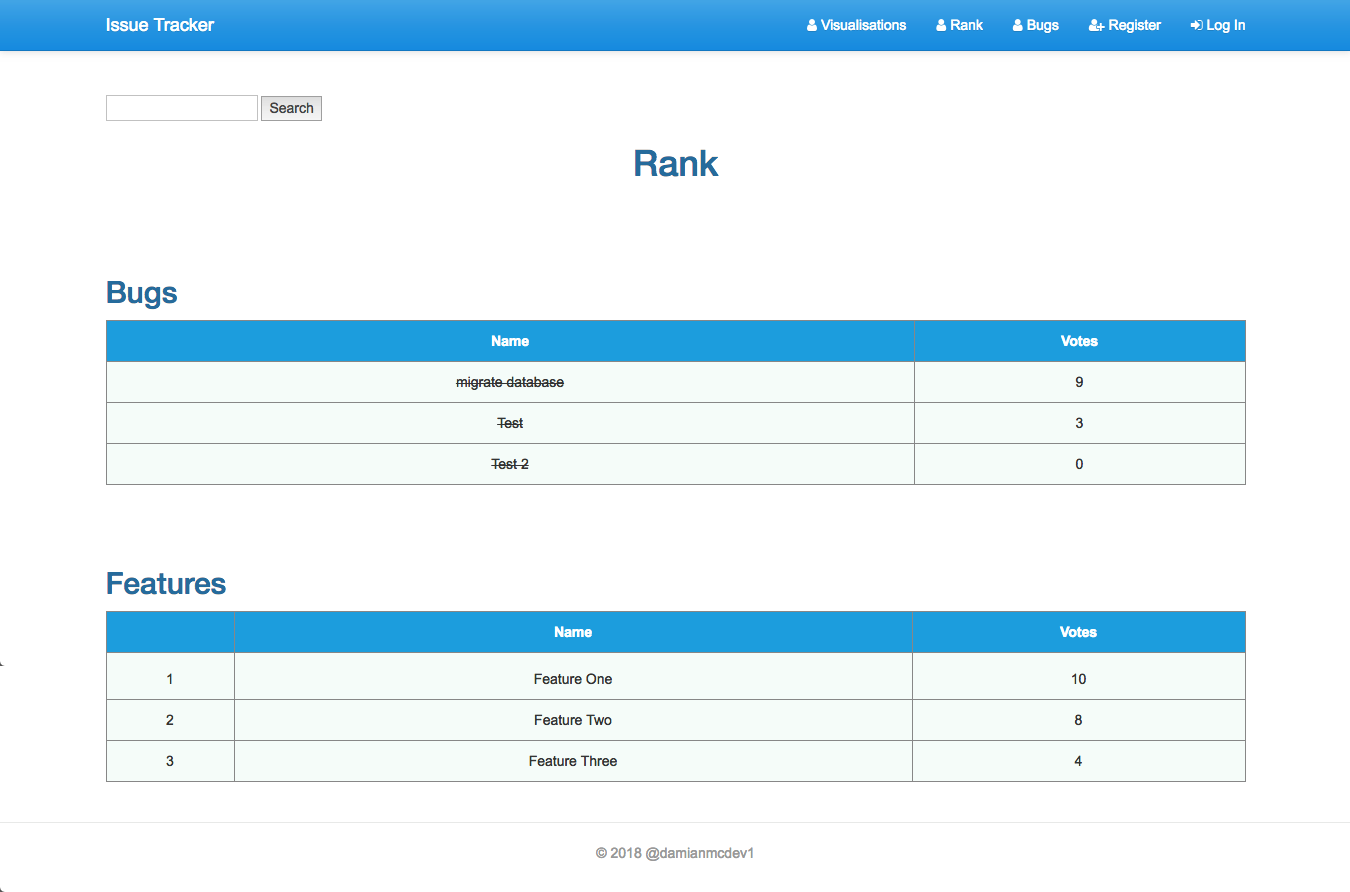 Issue Tracker Visualisations Rank Bugs Register Log In
Search
Rank
Bugs
Name Votes
migrate database 9
Test 3
Test 2 0
Features
Name Votes
1 Feature One 10
2 Feature Two 8
3 Feature Three 4
© 2018 @damianmcdev1